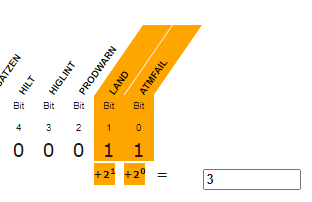 HILT
HIGLINT
PRODWARN
LAND
ATMFAIL
Bit Bit Bit Bit Bit
4 3 2 1 0
0 0 0 1 1
+2¹ +2⁰ = 3